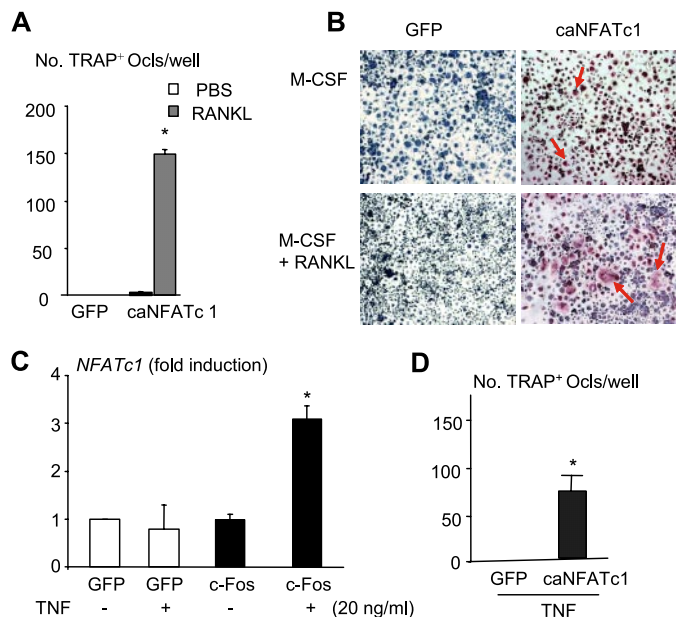 A
No. TRAP+ Ocls/well
PBS
RANKL
200
150
100
50
0
*
GFP caNFATc 1
B
GFP caNFATc1
M-CSF
M-CSF
+ RANKL
C
NFATc1 (fold induction)
4
3
2
1
0
*
GFP GFP c-Fos c-Fos
TNF - + - + (20 ng/ml)
D
No. TRAP+ Ocls/well
150
100
50
0
*
GFP caNFATc1
TNF